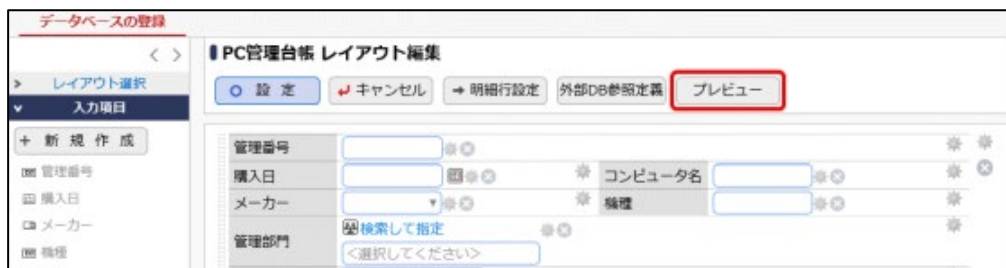 データベースの登録
< >
PC管理台帳 レイアウト編集
> レイアウト選択
設 定 キャンセル → 明細行設定 外部DB参照定義 プレビュー
入力項目
+ 新 規 作 成
管理番号
管理番号
購入日 コンピュータ名
購入日
メーカー 機種
メーカー
管理部門 検索して指定
<選択してください>
機種